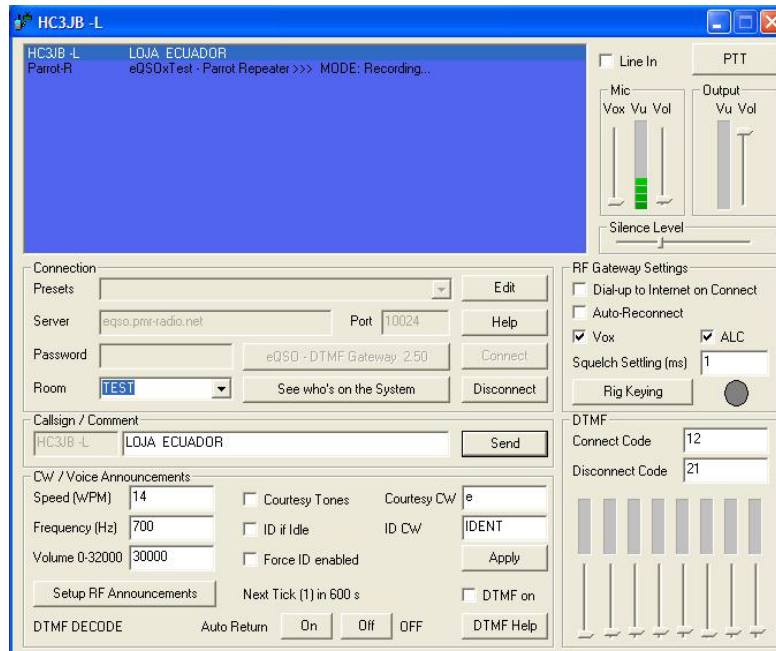 HC3JB -L
HC3JB -L LOJA ECUADOR
Parrot-R eQSOxTest - Parrot Repeater >>> MODE: Recording...
Line In
PTT
Mic
Vox Vu Vol
Output
Vu Vol
Silence Level
Connection
Presets
Edit
Server eqso.pmr-radio.net Port 10024 Help
Password eQSO - DTMF Gateway 2.50 Connect
Room TEST See who's on the System Disconnect
RF Gateway Settings
Dial-up to Internet on Connect
Auto-Reconnect
Vox ALC
Squelch Settling (ms) 1
Rig Keying
Callsign / Comment
HC3JB -L LOJA ECUADOR Send
DTMF
Connect Code 12
Disconnect Code 21
CW / Voice Announcements
Speed (WPM) 14 Courtesy Tones Courtesy CW e
Frequency (Hz) 700 ID if Idle ID CW IDENT
Volume 0-32000 30000 Force ID enabled Apply
Setup RF Announcements Next Tick (1) in 600 s DTMF on
DTMF DECODE Auto Return On Off OFF DTMF Help